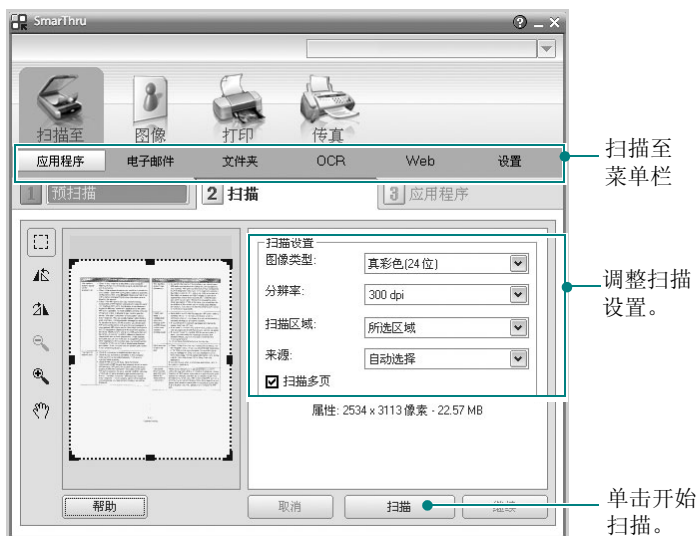 SmarThru
扫描至 图像 打印 传真
应用程序 电子邮件 文件夹 OCR Web 设置
扫描至
菜单栏
1 预扫描 2 扫描 3 应用程序
扫描设置
图像类型: 真彩色(24位)
分辨率: 300 dpi
扫描区域: 所选区域
来源: 自动选择
扫描多页
调整扫描
设置。
属性: 2534 x 3113 像素 - 22.57 MB
帮助 取消 扫描 继续
单击开始
扫描。